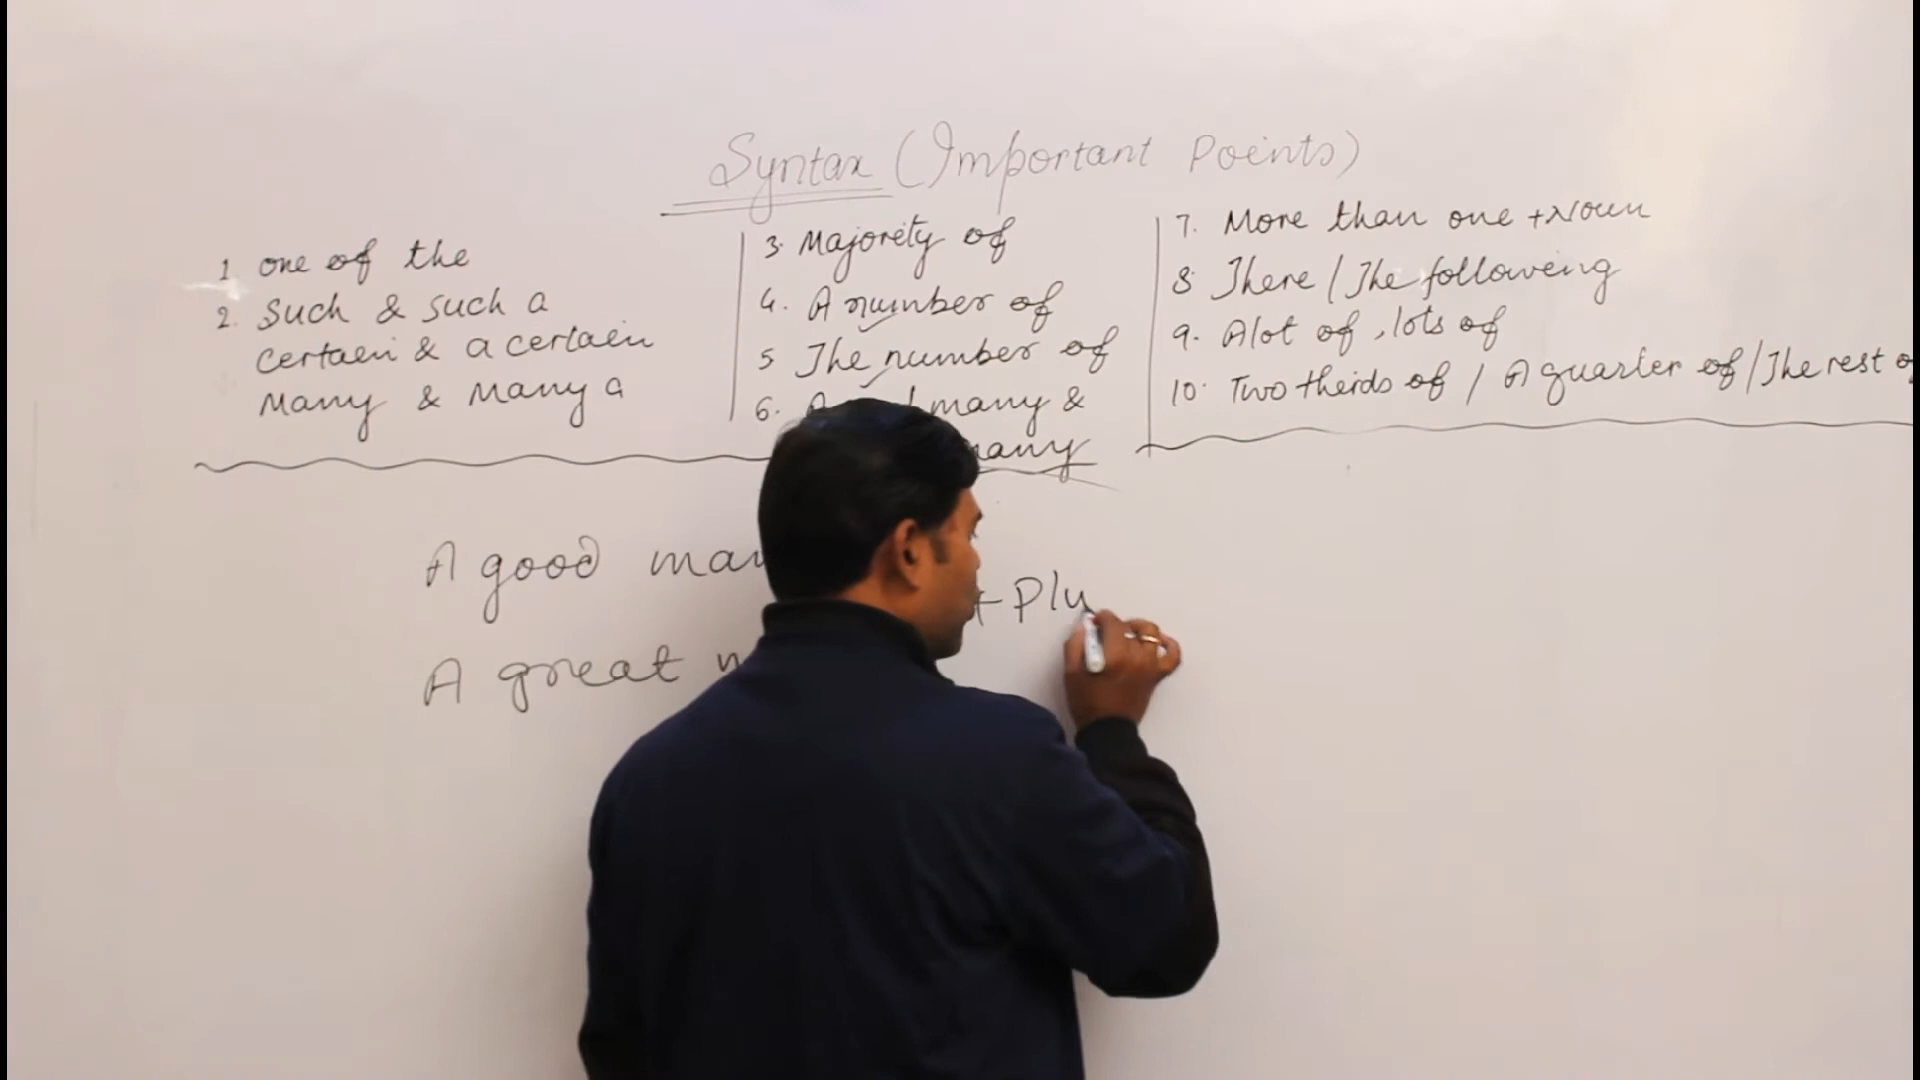 Syntax (Important Points)
1. one of the
2. Such & such a
certain & a certain
Many & Many a
3. Majority of
4. A number of
5 The number of
6. many &
many
7. More than one + Noun
8 There / The following
9. A lot of, lots of
10. Two thirds of / A quarter of / The rest o
A good
A great
+ Plu